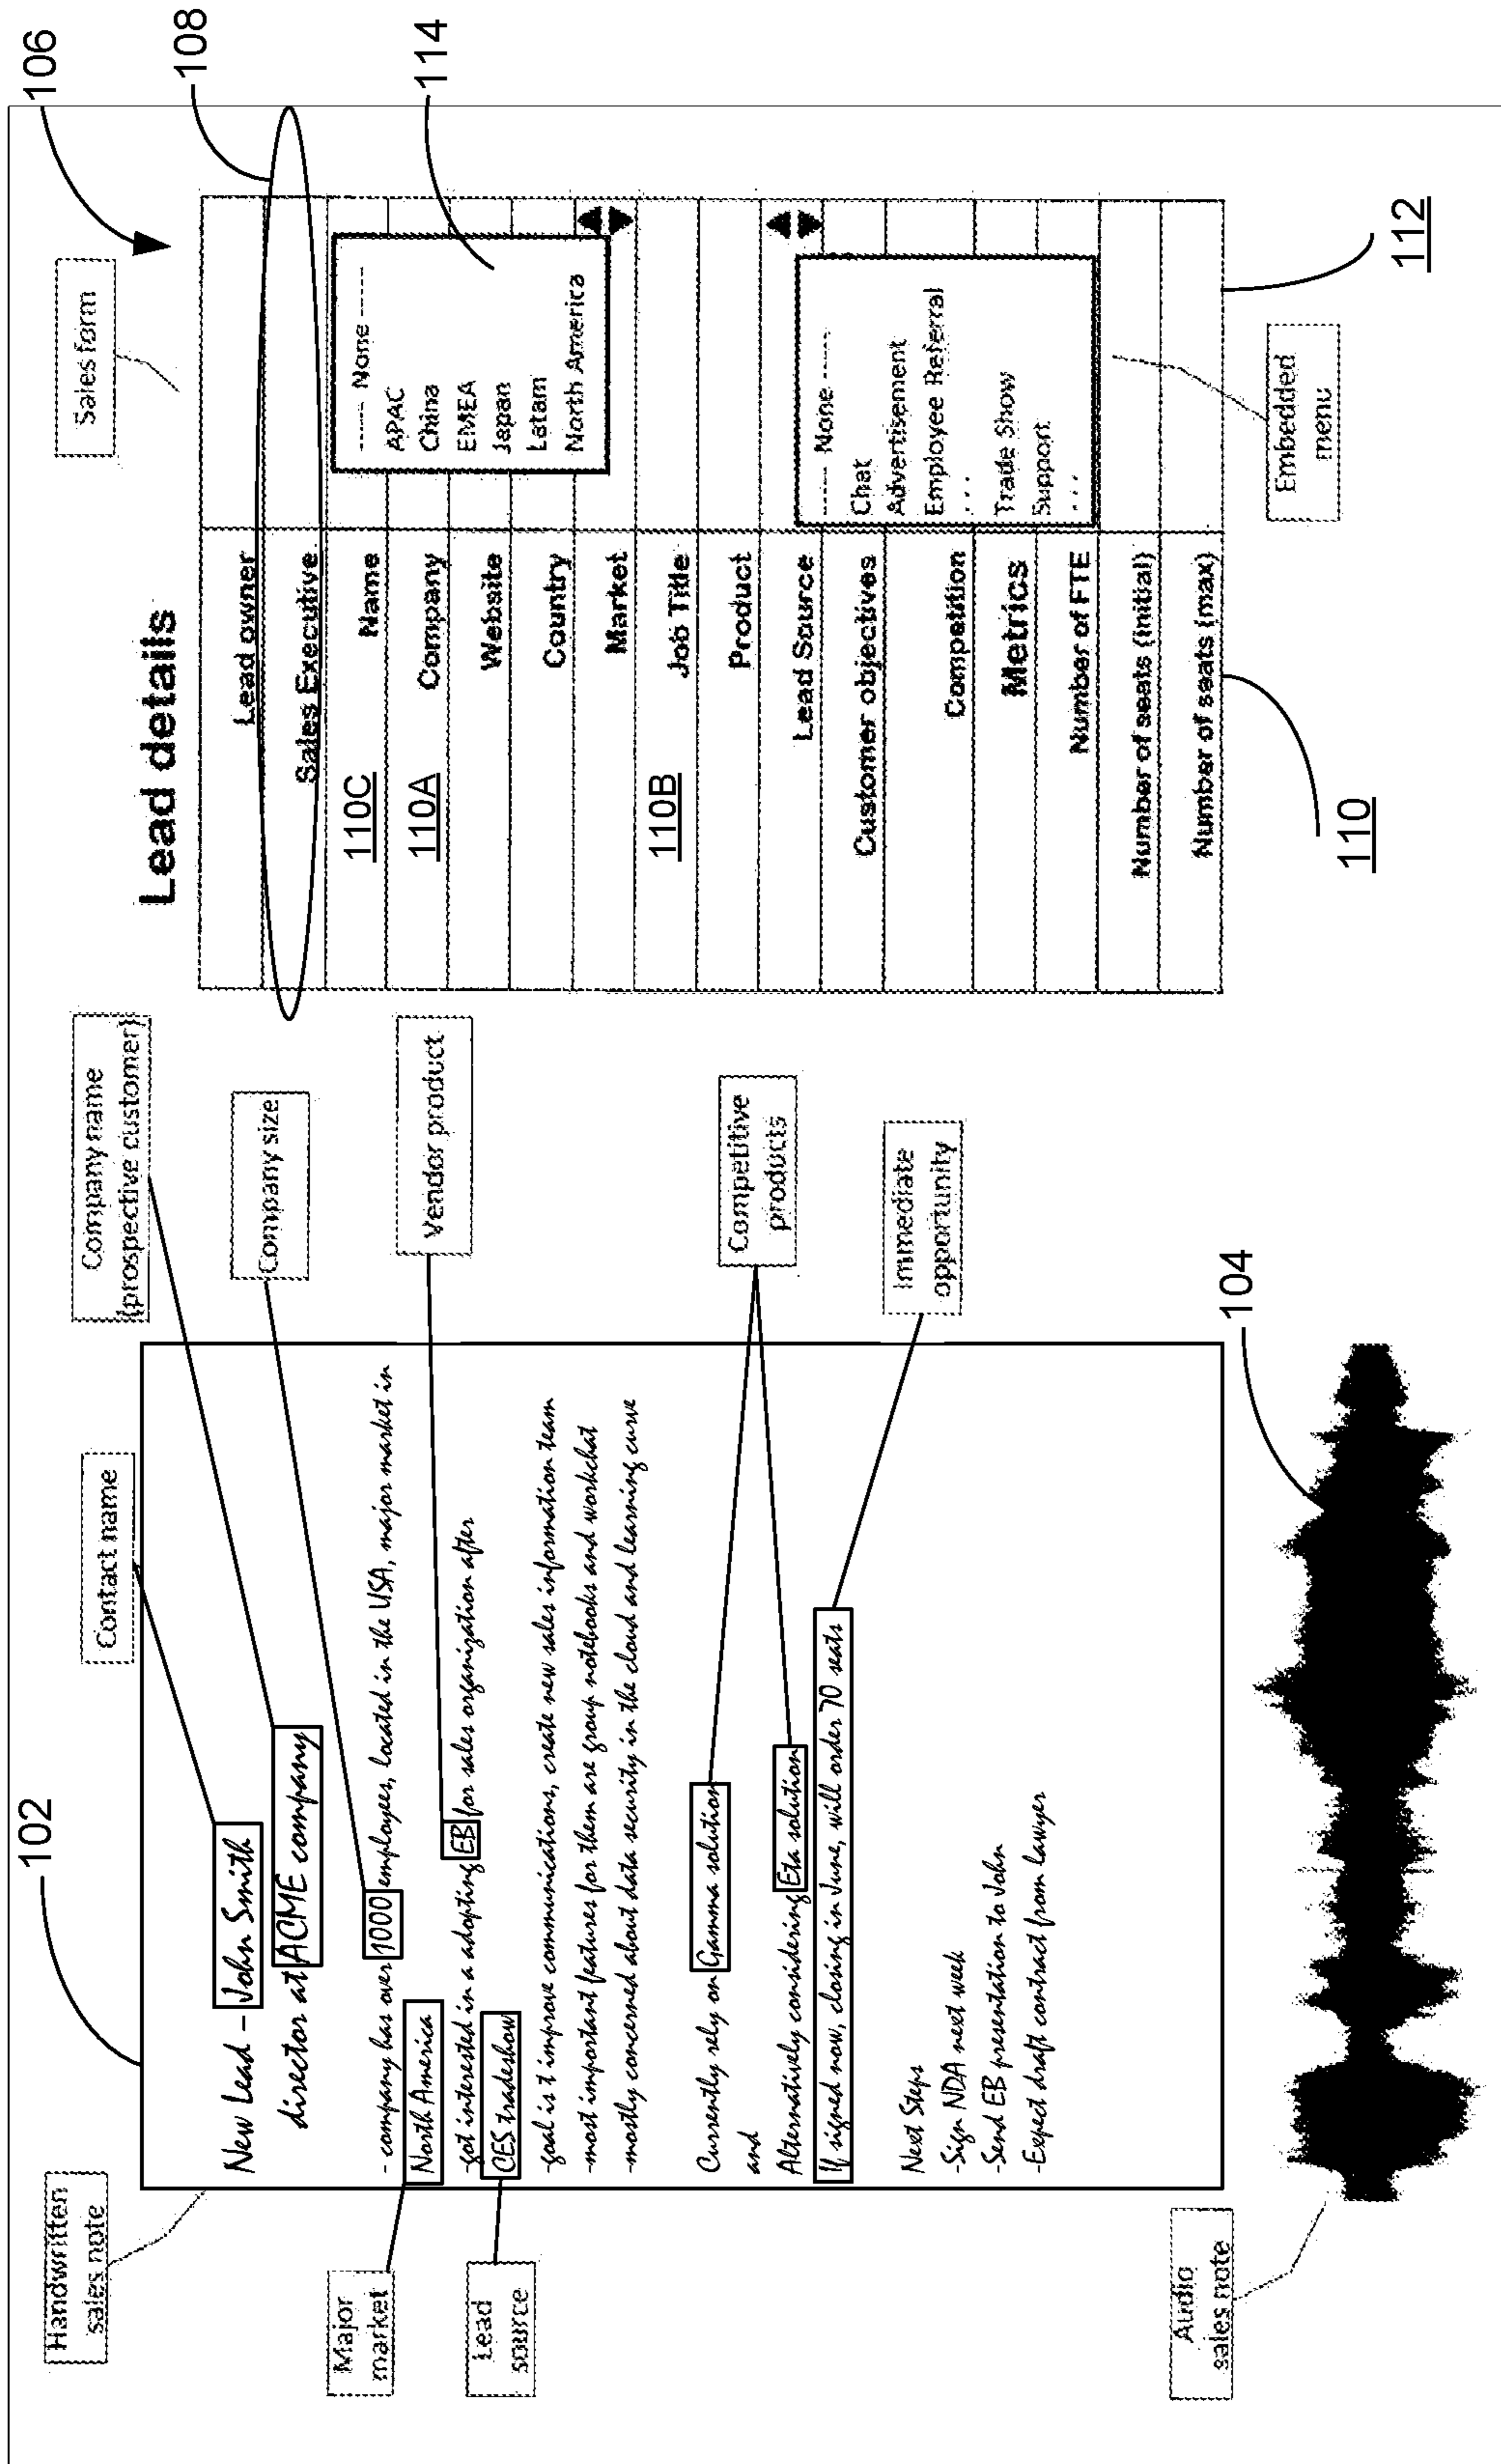 Handwritten
sales note
102
Contact name
Company name
(prospective customer)
Company size
Vendor product
Competitive
products
Immediate
opportunity
Major
market
Lead
source
New Lead – John Smith
director at ACME company
- company has over 1000 employees, located in the USA, major market in
North America
-got interested in a adopting EB for sales organization after
CES tradeshow
-goal is t improve communications, create new sales information team
-most important features for them are group notebooks and workchat
-mostly concerned about data security in the cloud and learning curve
Currently rely on Gamma solution
and
Alternatively considering Eta solution
If signed now, closing in June, will order 70 seats
Next Steps
-Sign NDA next week
-Send EB presentation to John
-Expect draft contract from lawyer
Audio
sales note
104
Sales form
106
108
Lead details
Lead owner
Sales Executive
110C Name
110A Company
Website
Country
Market
110B Job Title
Product
Lead Source
Customer objectives
Competition
Metrics
Number of FTE
Number of seats (initial)
Number of seats (max)
----- None -----
APAC
China
EMEA
Japan
Latam
North America
114
----- None -----
Chat
Advertisement
Employee Referral
. . .
Trade Show
Support
. . .
Embedded
menu
110
112